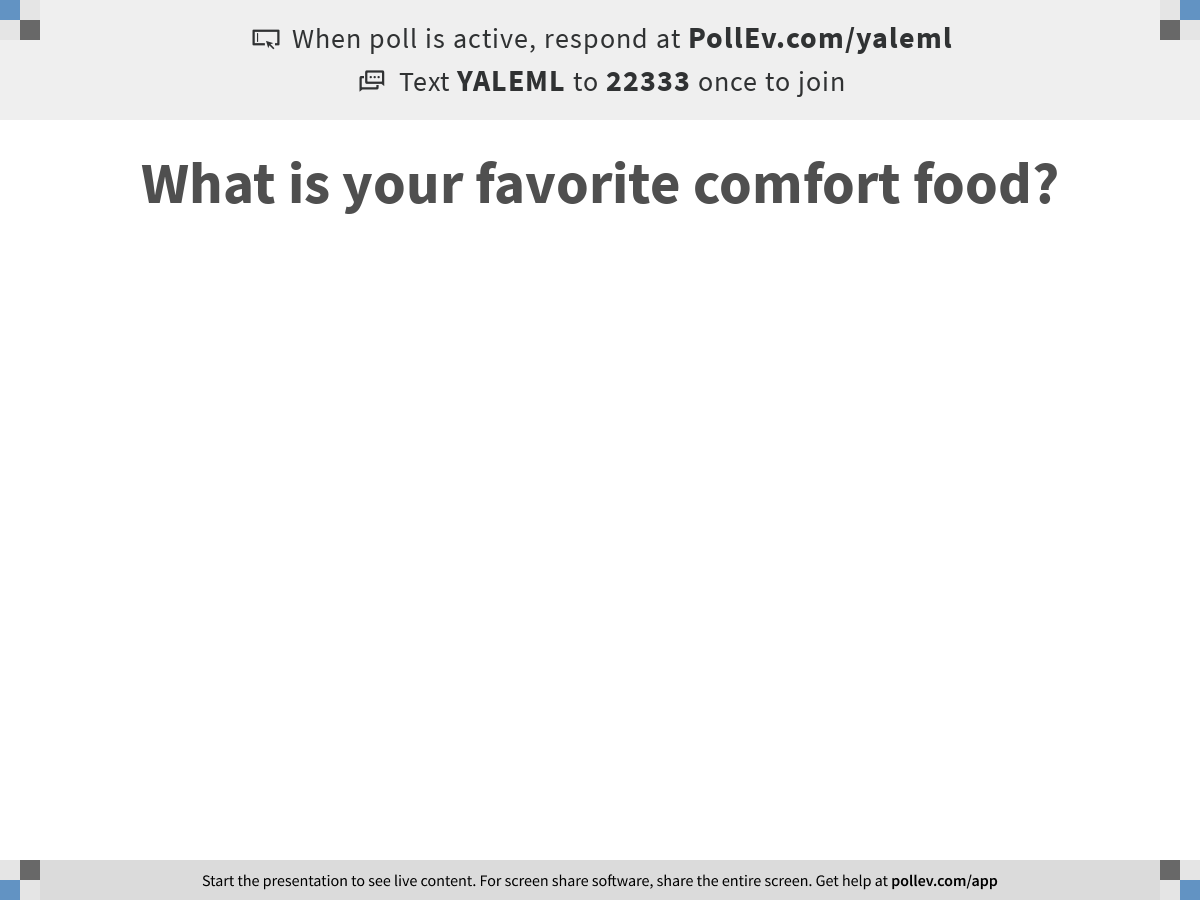 When poll is active, respond at PollEv.com/yaleml
Text YALEML to 22333 once to join
What is your favorite comfort food?
Start the presentation to see live content. For screen share software, share the entire screen. Get help at pollev.com/app